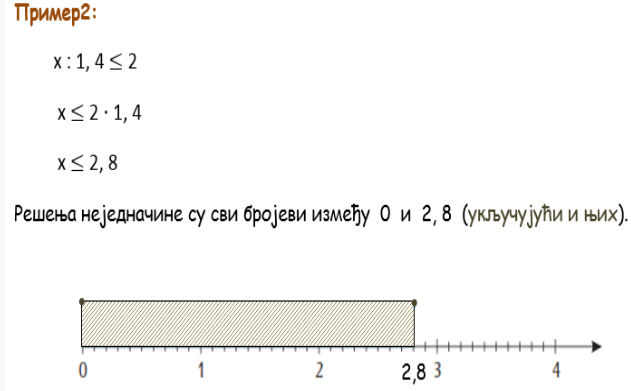 Пример2:
x : 1, 4 ≤ 2
x ≤ 2 · 1, 4
x ≤ 2, 8
Решења неједначине су сви бројеви између 0 и 2, 8 (укључујући и њих).
0 1 2 2,8 3 4